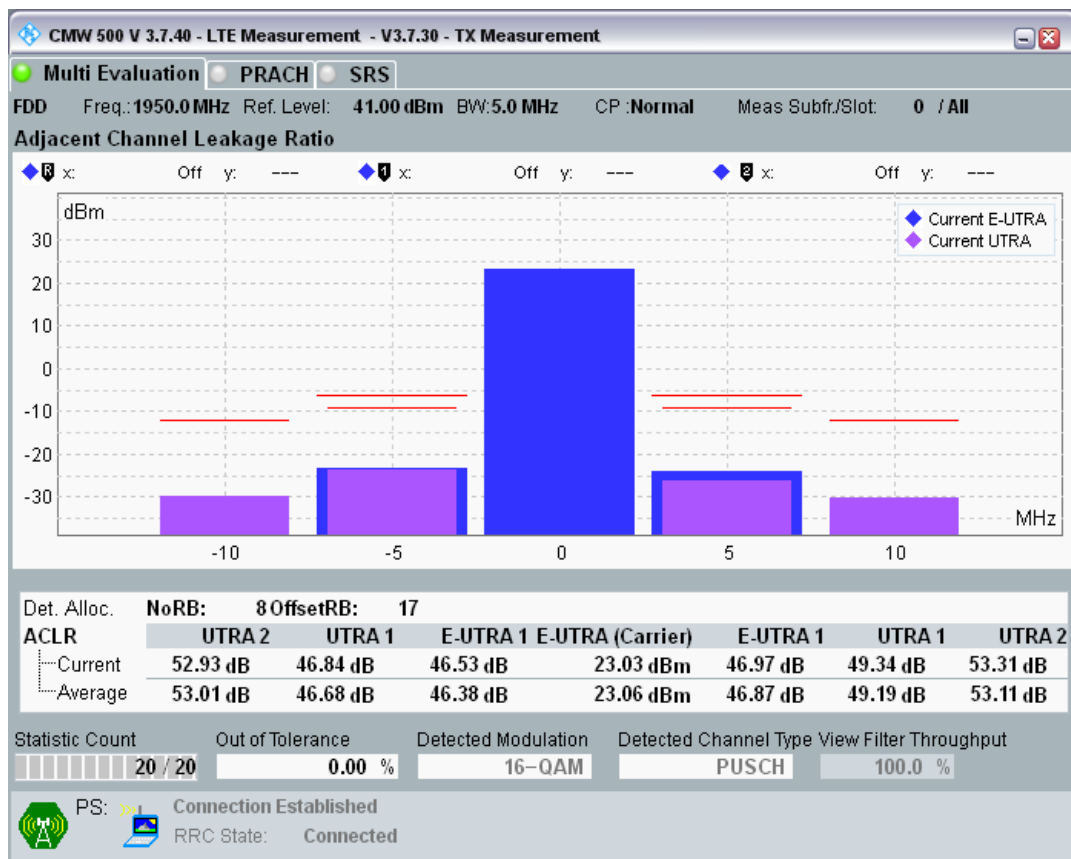 CMW 500 V 3.7.40 - LTE Measurement - V3.7.30 - TX Measurement
Multi Evaluation PRACH SRS
FDD Freq.: 1950.0 MHz Ref. Level: 41.00 dBm BW: 5.0 MHz CP : Normal Meas Subfr./Slot: 0 / All
Adjacent Channel Leakage Ratio
R x: Off y: --- 1 x: Off y: --- 2 x: Off y: ---
dBm
Current E-UTRA
Current UTRA
30
20
10
0
-10
-20
-30
MHz
-10 -5 0 5 10
Det. Alloc. NoRB: 8 OffsetRB: 17
ACLR UTRA 2 UTRA 1 E-UTRA 1 E-UTRA (Carrier) E-UTRA 1 UTRA 1 UTRA 2
Current 52.93 dB 46.84 dB 46.53 dB 23.03 dBm 46.97 dB 49.34 dB 53.31 dB
Average 53.01 dB 46.68 dB 46.38 dB 23.06 dBm 46.87 dB 49.19 dB 53.11 dB
Statistic Count Out of Tolerance Detected Modulation Detected Channel Type View Filter Throughput
20 / 20 0.00 % 16-QAM PUSCH 100.0 %
PS: Connection Established
RRC State: Connected